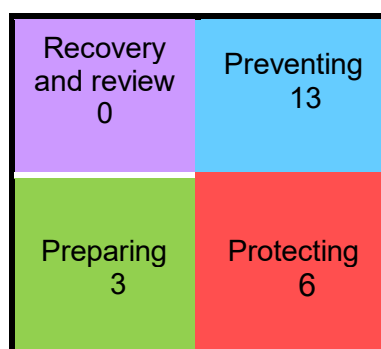 Recovery
and review
0
Preventing
13
Preparing
3
Protecting
6